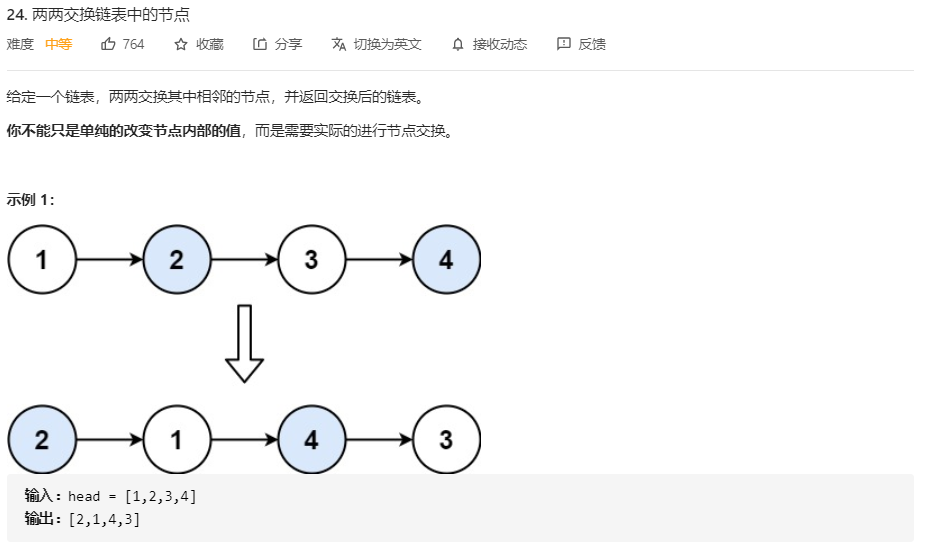 24. 两两交换链表中的节点
难度 中等 764 收藏 分享 切换为英文 接收动态 反馈
给定一个链表，两两交换其中相邻的节点，并返回交换后的链表。
你不能只是单纯的改变节点内部的值，而是需要实际的进行节点交换。
示例 1：
1 2 3 4
2 1 4 3
输入：head = [1,2,3,4]
输出：[2,1,4,3]